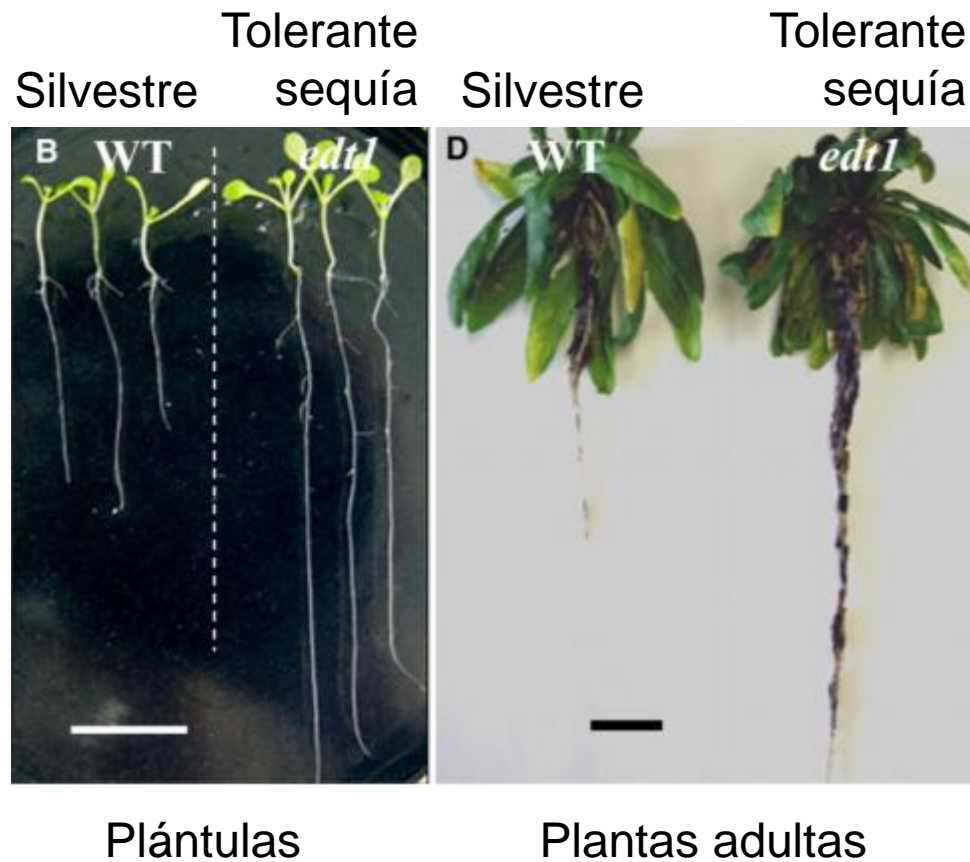 Tolerante
sequía
Silvestre
Tolerante
sequía
Silvestre
B
WT
edt1
D
WT
edt1
Plántulas
Plantas adultas